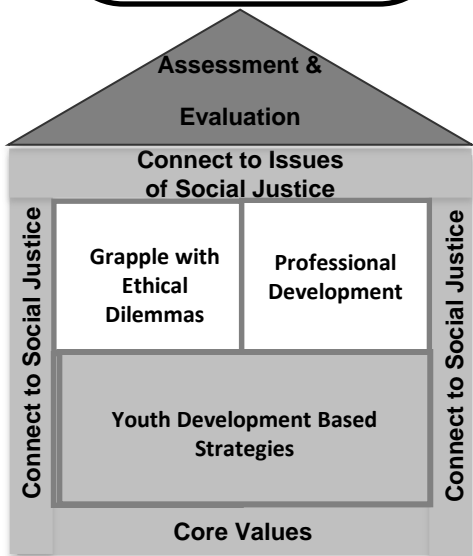 Assessment &
Evaluation
Connect to Issues
of Social Justice
Connect to Social Justice
Grapple with
Ethical
Dilemmas
Professional
Development
Connect to Social Justice
Youth Development Based
Strategies
Core Values